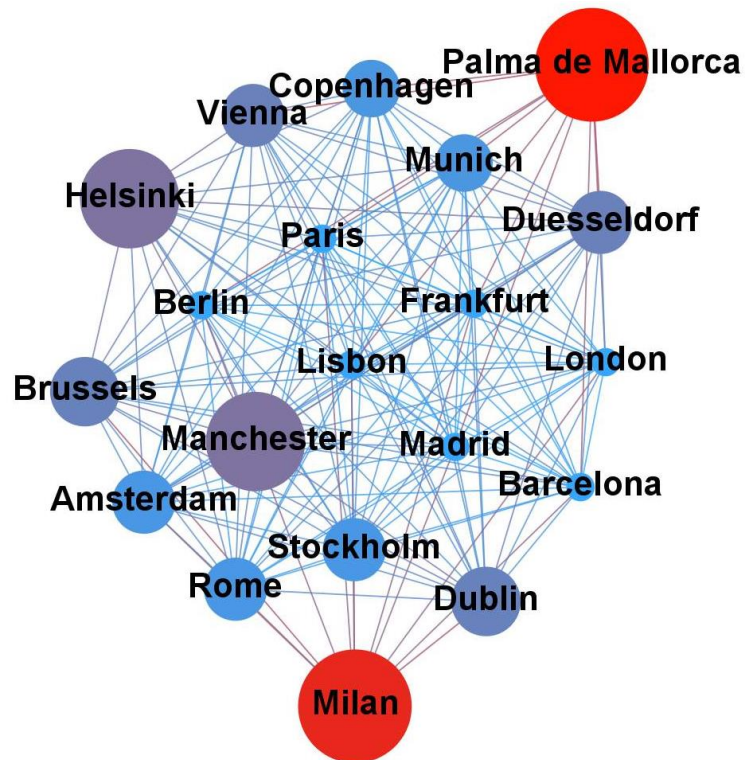 Palma de Mallorca
Copenhagen
Vienna
Munich
Helsinki
Duesseldorf
Paris
Berlin
Frankfurt
Lisbon
London
Brussels
Manchester
Madrid
Barcelona
Amsterdam
Stockholm
Rome
Dublin
Milan